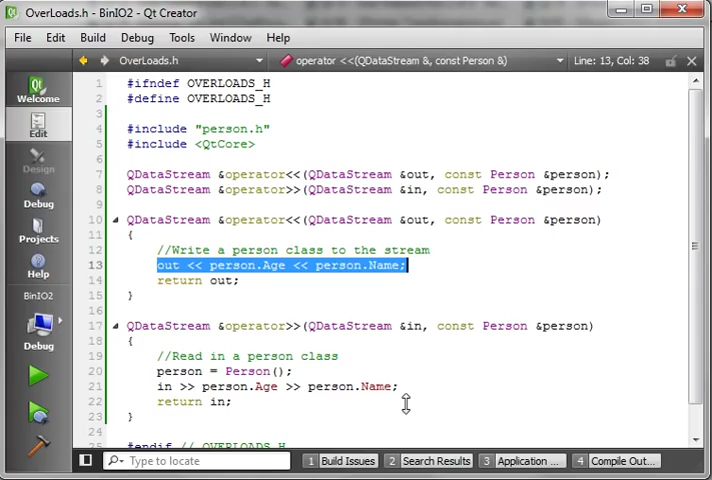 OverLoads.h - BinIO2 - Qt Creator
File Edit Build Debug Tools Window Help
OverLoads.h operator <<(QDataStream &, const Person &) Line: 13, Col: 38
Qt
Welcome
Edit
Design
Debug
Projects
Help
BinIO2
Debug
1 #ifndef OVERLOADS_H
2 #define OVERLOADS_H
3
4 #include "person.h"
5 #include <QtCore>
6
7 QDataStream &operator<<(QDataStream &out, const Person &person);
8 QDataStream &operator>>(QDataStream &in, const Person &person);
9
10 QDataStream &operator<<(QDataStream &out, const Person &person)
11 {
12 //Write a person class to the stream
13 out << person.Age << person.Name;
14 return out;
15 }
16
17 QDataStream &operator>>(QDataStream &in, const Person &person)
18 {
19 //Read in a person class
20 person = Person();
21 in >> person.Age >> person.Name;
22 return in;
23 }
24
25 #endif // OVERLOADS_H
Type to locate 1 Build Issues 2 Search Results 3 Application ... 4 Compile Out...